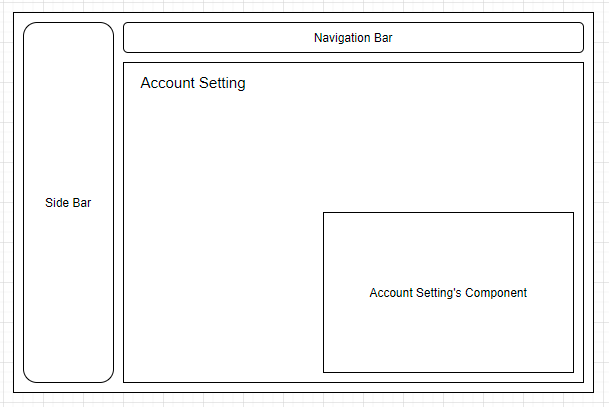 Navigation Bar
Account Setting
Side Bar
Account Setting's Component